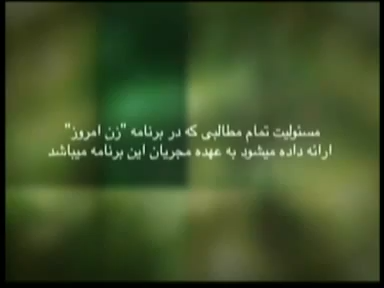 مسئولیت تمام مطالبی که در برنامه "زن امروز"
ارائه داده میشود به عهده مجریان این برنامه میباشد